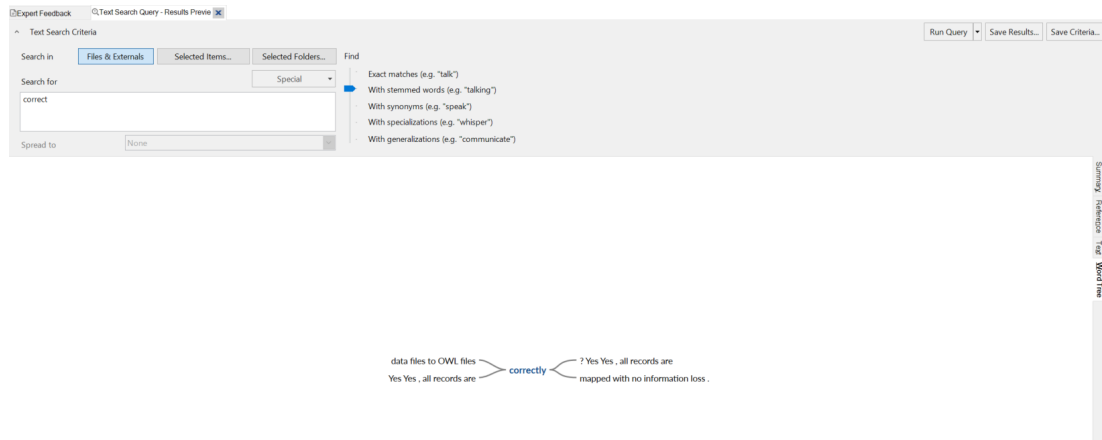 Expert Feedback
Text Search Query - Results Previe
Text Search Criteria
Run Query
Save Results...
Save Criteria...
Search in
Files & Externals
Selected Items...
Selected Folders...
Find
Search for
Special
correct
Spread to
None
Exact matches (e.g. "talk")
With stemmed words (e.g. "talking")
With synonyms (e.g. "speak")
With specializations (e.g. "whisper")
With generalizations (e.g. "communicate")
Summary
Reference
Text
Word Tree
data files to OWL files
Yes Yes , all records are
correctly
? Yes Yes , all records are
mapped with no information loss .